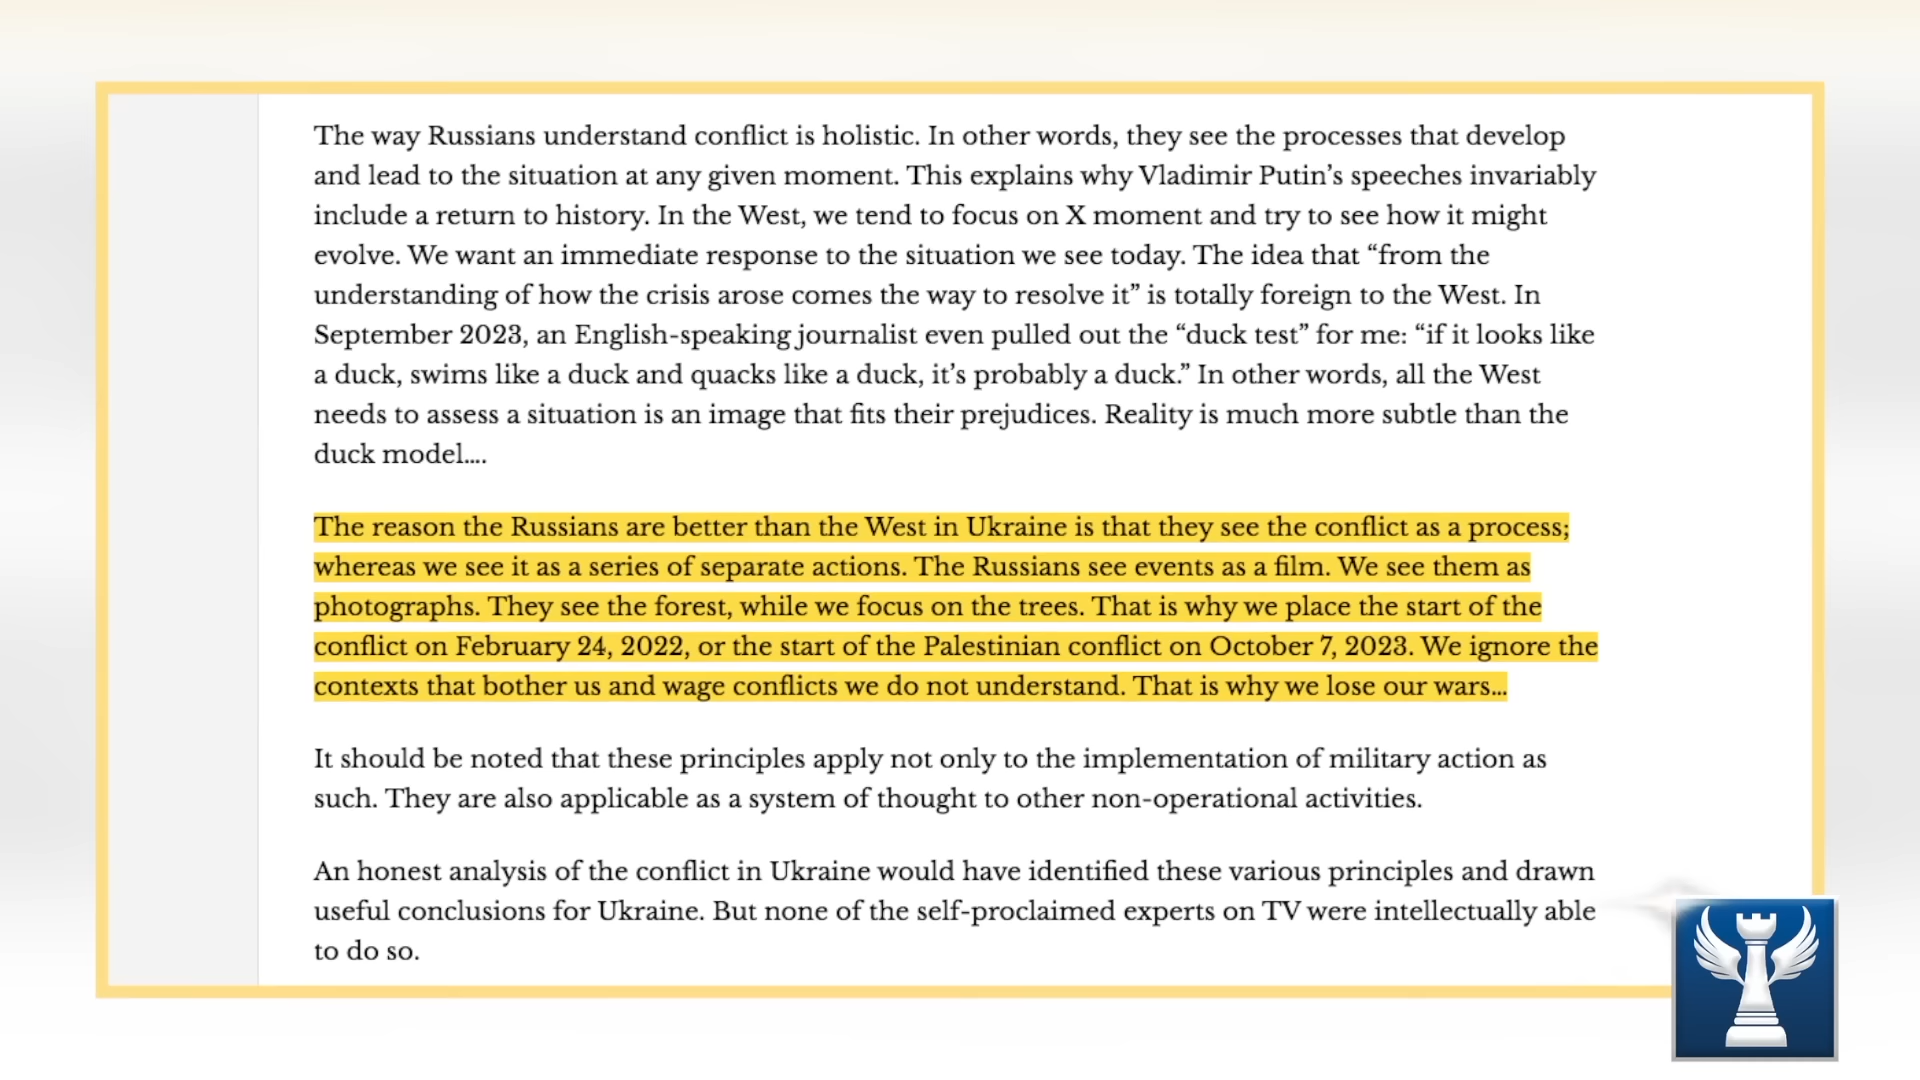 The way Russians understand conflict is holistic. In other words, they see the processes that develop
and lead to the situation at any given moment. This explains why Vladimir Putin’s speeches invariably
include a return to history. In the West, we tend to focus on X moment and try to see how it might
evolve. We want an immediate response to the situation we see today. The idea that “from the
understanding of how the crisis arose comes the way to resolve it” is totally foreign to the West. In
September 2023, an English-speaking journalist even pulled out the “duck test” for me: “if it looks like
a duck, swims like a duck and quacks like a duck, it’s probably a duck.” In other words, all the West
needs to assess a situation is an image that fits their prejudices. Reality is much more subtle than the
duck model….
The reason the Russians are better than the West in Ukraine is that they see the conflict as a process;
whereas we see it as a series of separate actions. The Russians see events as a film. We see them as
photographs. They see the forest, while we focus on the trees. That is why we place the start of the
conflict on February 24, 2022, or the start of the Palestinian conflict on October 7, 2023. We ignore the
contexts that bother us and wage conflicts we do not understand. That is why we lose our wars…
It should be noted that these principles apply not only to the implementation of military action as
such. They are also applicable as a system of thought to other non-operational activities.
An honest analysis of the conflict in Ukraine would have identified these various principles and drawn
useful conclusions for Ukraine. But none of the self-proclaimed experts on TV were intellectually able
to do so.